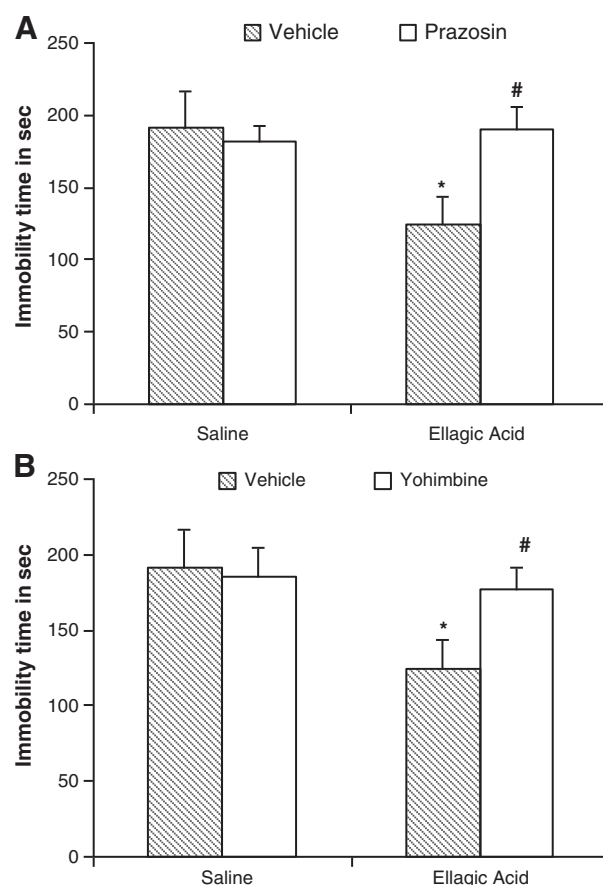 A
250
Vehicle
Prazosin
200
150
100
50
0
Immobility time in sec
*
#
Saline
Ellagic Acid
B
250
Vehicle
Yohimbine
200
150
100
50
0
Immobility time in sec
*
#
Saline
Ellagic Acid